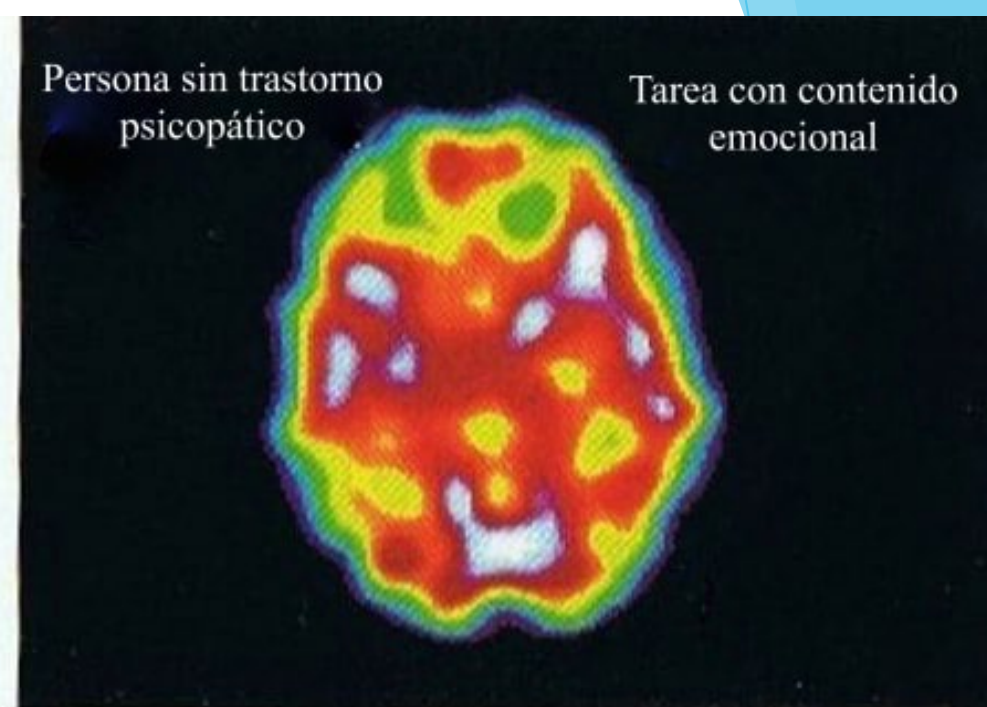 Persona sin trastorno
psicopático
Tarea con contenido
emocional